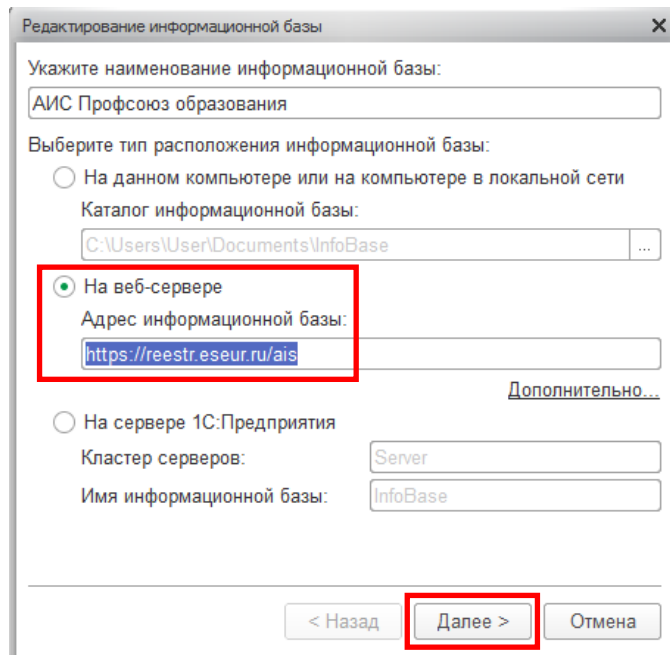 Редактирование информационной базы
Укажите наименование информационной базы:
АИС Профсоюз образования
Выберите тип расположения информационной базы:
На данном компьютере или на компьютере в локальной сети
Каталог информационной базы:
C:\Users\User\Documents\InfoBase
...
На веб-сервере
Адрес информационной базы:
https://reestr.eseur.ru/ais
Дополнительно...
На сервере 1С:Предприятия
Кластер серверов: Server
Имя информационной базы: InfoBase
< Назад Далее > Отмена